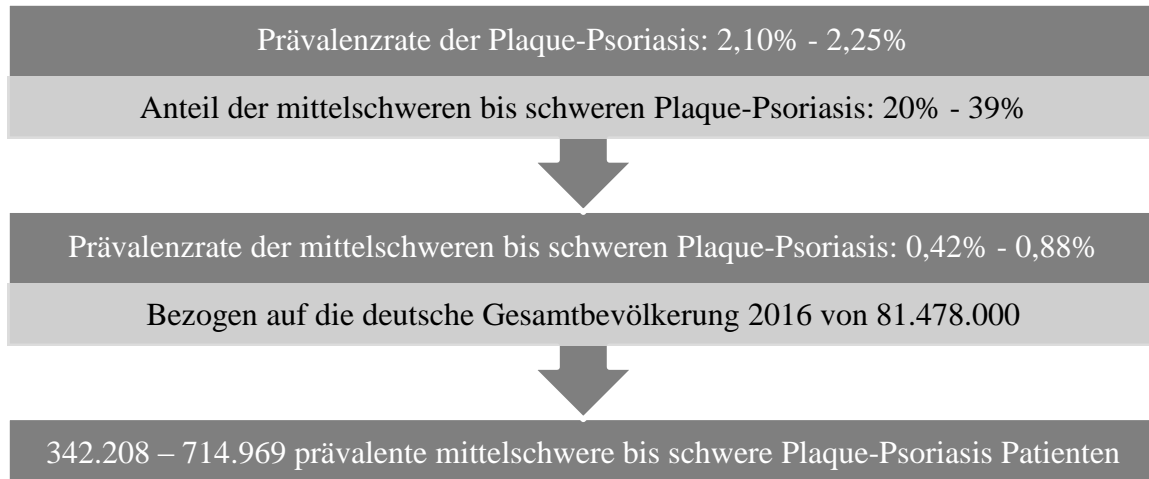 Prävalenzrate der Plaque-Psoriasis: 2,10% - 2,25%
Anteil der mittelschweren bis schweren Plaque-Psoriasis: 20% - 39%
Prävalenzrate der mittelschweren bis schweren Plaque-Psoriasis: 0,42% - 0,88%
Bezogen auf die deutsche Gesamtbevölkerung 2016 von 81.478.000
342.208 – 714.969 prävalente mittelschwere bis schwere Plaque-Psoriasis Patienten